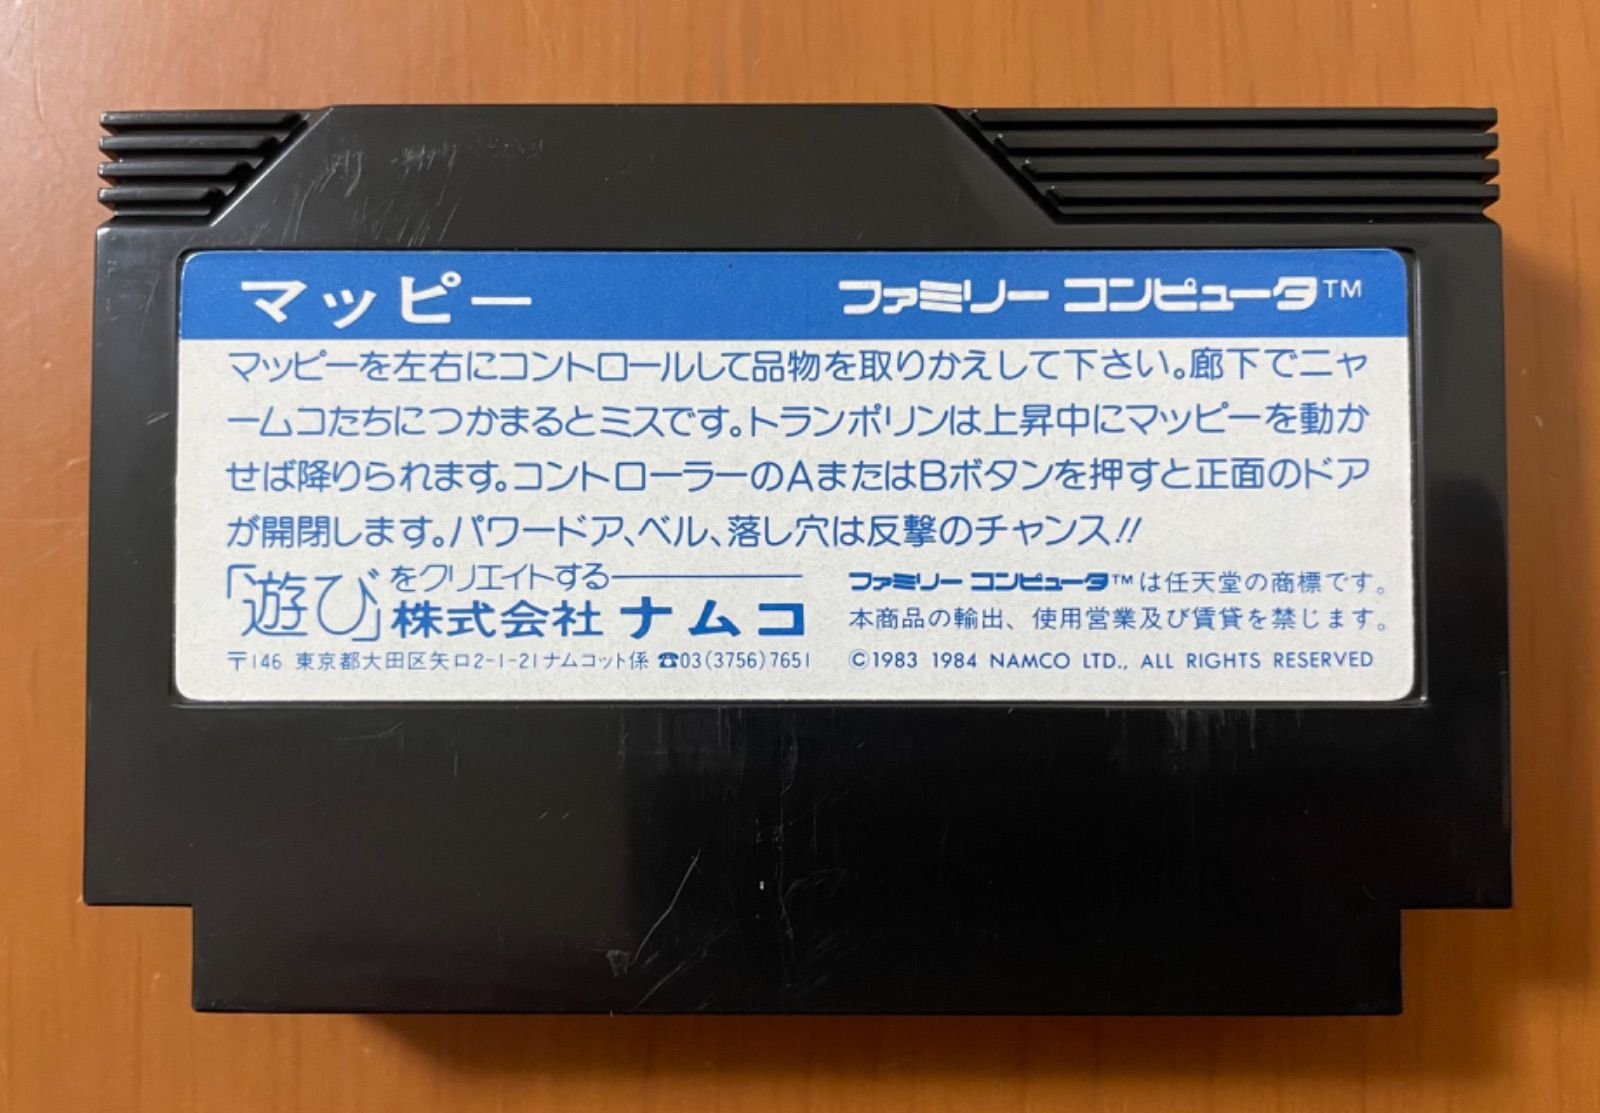 マッピー
ファミリー コンピュータ™
マッピーを左右にコントロールして品物を取りかえして下さい。廊下でニャ
ームコたちにつかまるとミスです。トランポリンは上昇中にマッピーを動か
せば降りられます。コントローラーのAまたはBボタンを押すと正面のドア
が開閉します。パワードア、ベル、落し穴は反撃のチャンス!!
「遊び」をクリエイトする
株式会社 ナムコ
〒146 東京都大田区矢口2-1-21ナムコット係 ☎03(3756)7651
ファミリー コンピュータ™は任天堂の商標です。
本商品の輸出、使用営業及び賃貸を禁じます。
©1983 1984 NAMCO LTD., ALL RIGHTS RESERVED